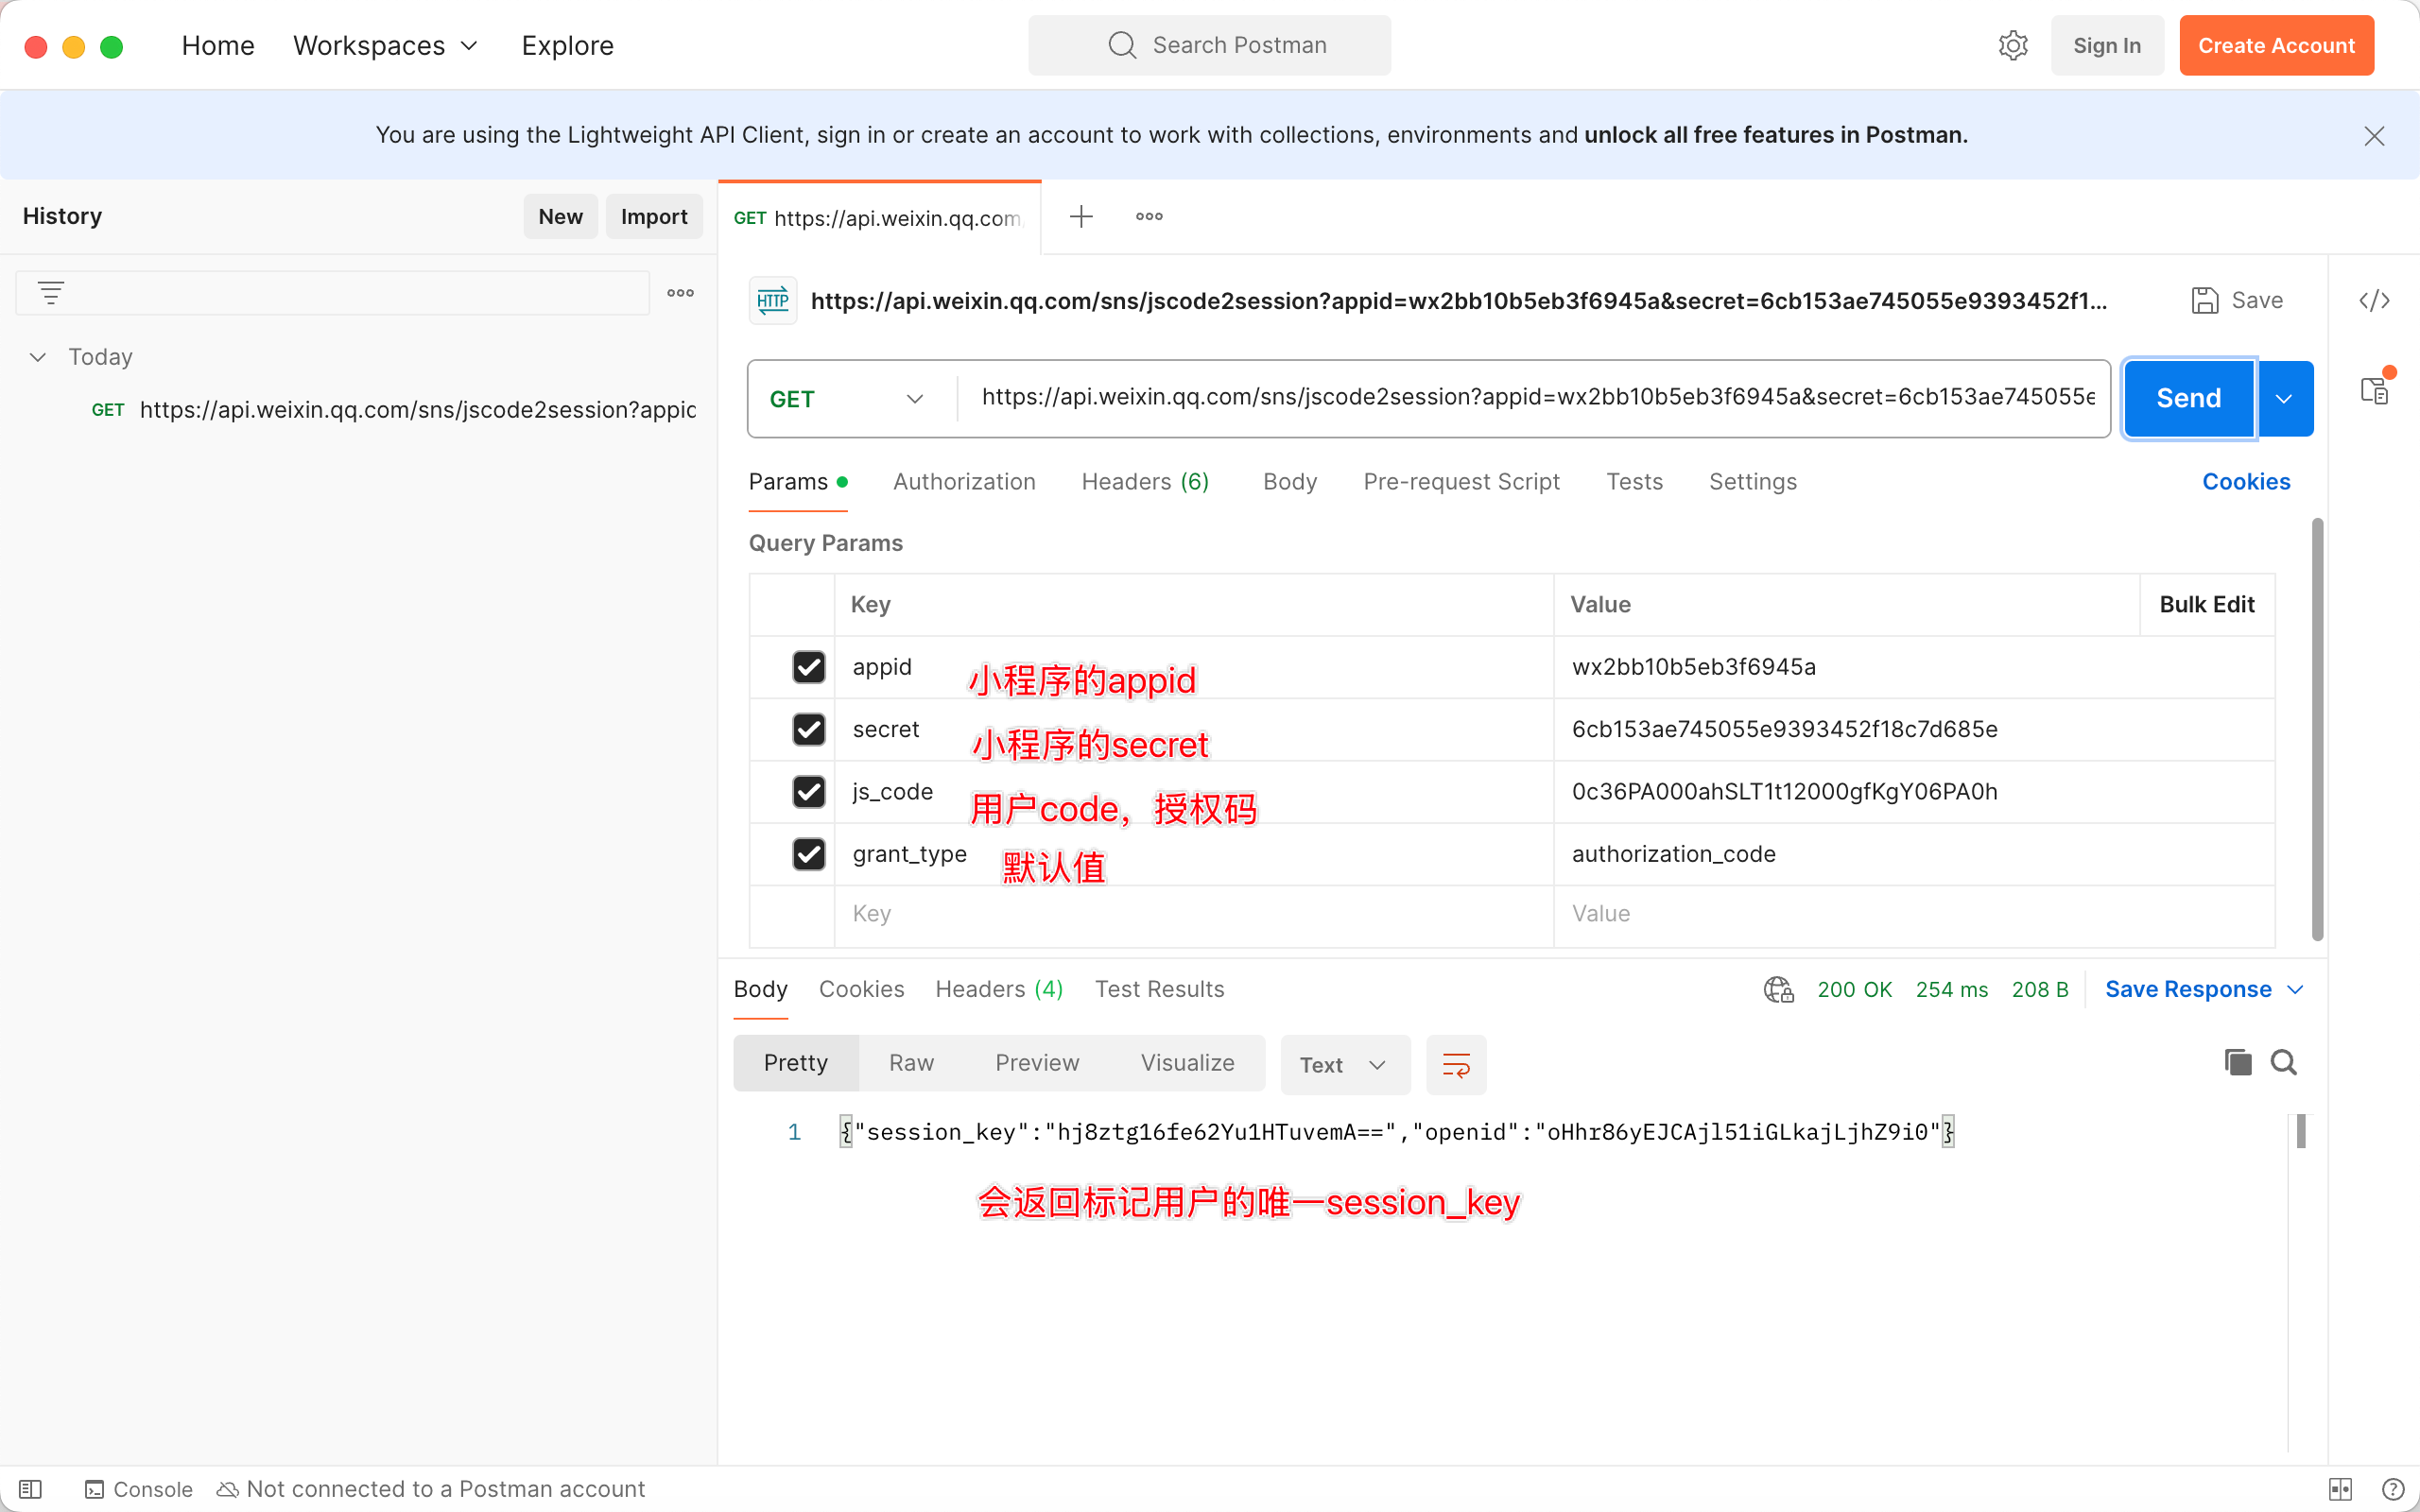 Home Workspaces Explore Search Postman Sign In Create Account
You are using the Lightweight API Client, sign in or create an account to work with collections, environments and unlock all free features in Postman.
History New Import
GET https://api.weixin.qq.com
HTTP https://api.weixin.qq.com/sns/jscode2session?appid=wx2bb10b5eb3f6945a&secret=6cb153ae745055e9393452f1... Save
Today
GET https://api.weixin.qq.com/sns/jscode2session?appic
GET https://api.weixin.qq.com/sns/jscode2session?appid=wx2bb10b5eb3f6945a&secret=6cb153ae745055e Send
Params Authorization Headers (6) Body Pre-request Script Tests Settings Cookies
Query Params
Key Value Bulk Edit
appid 小程序的appid wx2bb10b5eb3f6945a
secret 小程序的secret 6cb153ae745055e9393452f18c7d685e
js_code 用户code，授权码 0c36PA000ahSLT1t12000gfKgY06PA0h
grant_type 默认值 authorization_code
Key Value
Body Cookies Headers (4) Test Results 200 OK 254 ms 208 B Save Response
Pretty Raw Preview Visualize Text
1 {"session_key":"hj8ztg16fe62Yu1HTuvemA==","openid":"oHhr86yEJCAjl51iGLkajLjhZ9i0"}
会返回标记用户的唯一session_key
Console Not connected to a Postman account